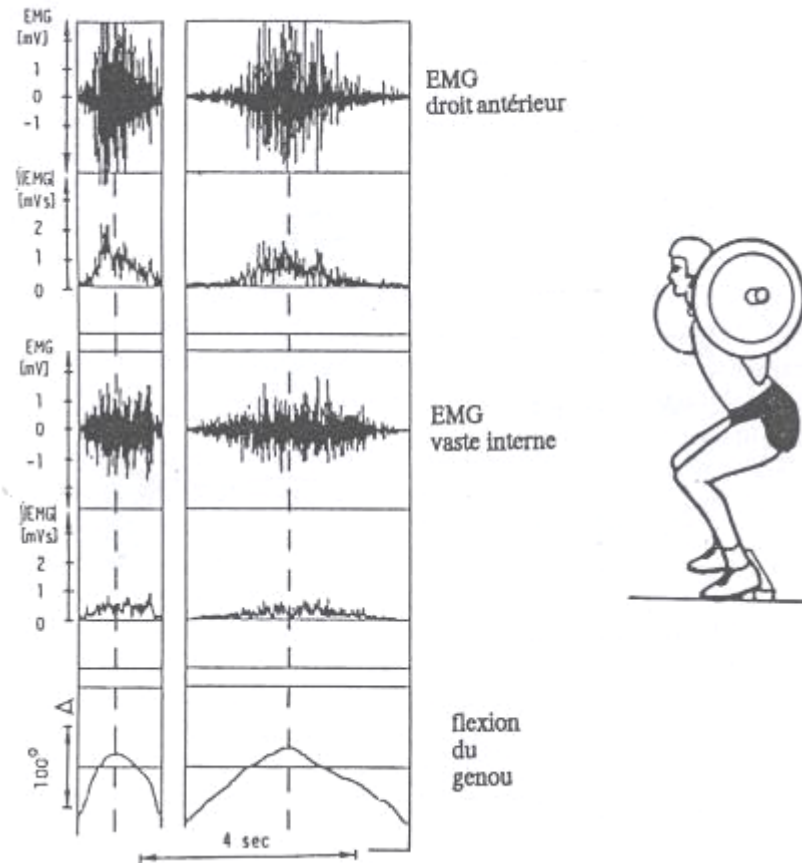 EMG
[mV]
1
0
-1
EMG
droit antérieur
∫|EMG|
[mVs]
2
1
0
EMG
[mV]
1
0
-1
EMG
vaste interne
∫|EMG|
[mVs]
2
1
0
100°
flexion
du
genou
4 sec